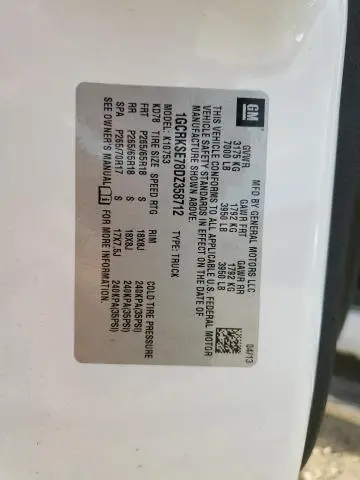 GM
MFD BY GENERAL MOTORS LLC 04/13
GVWR GAWR FRT GAWR RR
3175 KG 1792 KG 1792 KG
7000 LB 3950 LB 3950 LB
THIS VEHICLE CONFORMS TO ALL APPLICABLE U.S. FEDERAL MOTOR
VEHICLE SAFETY STANDARDS IN EFFECT ON THE DATE OF
MANUFACTURE SHOWN ABOVE.
1GCRKSE78DZ358712 TYPE: TRUCK
MODEL: K10753
KD78 TIRE SIZE SPEED RTG RIM COLD TIRE PRESSURE
FRT P265/65R18 S 18X8J 240KPA(35PSI)
RR P265/65R18 S 18X8J 240KPA(35PSI)
SPA P265/70R17 S 17X7.5J 240KPA(35PSI)
SEE OWNER'S MANUAL FOR MORE INFORMATION.